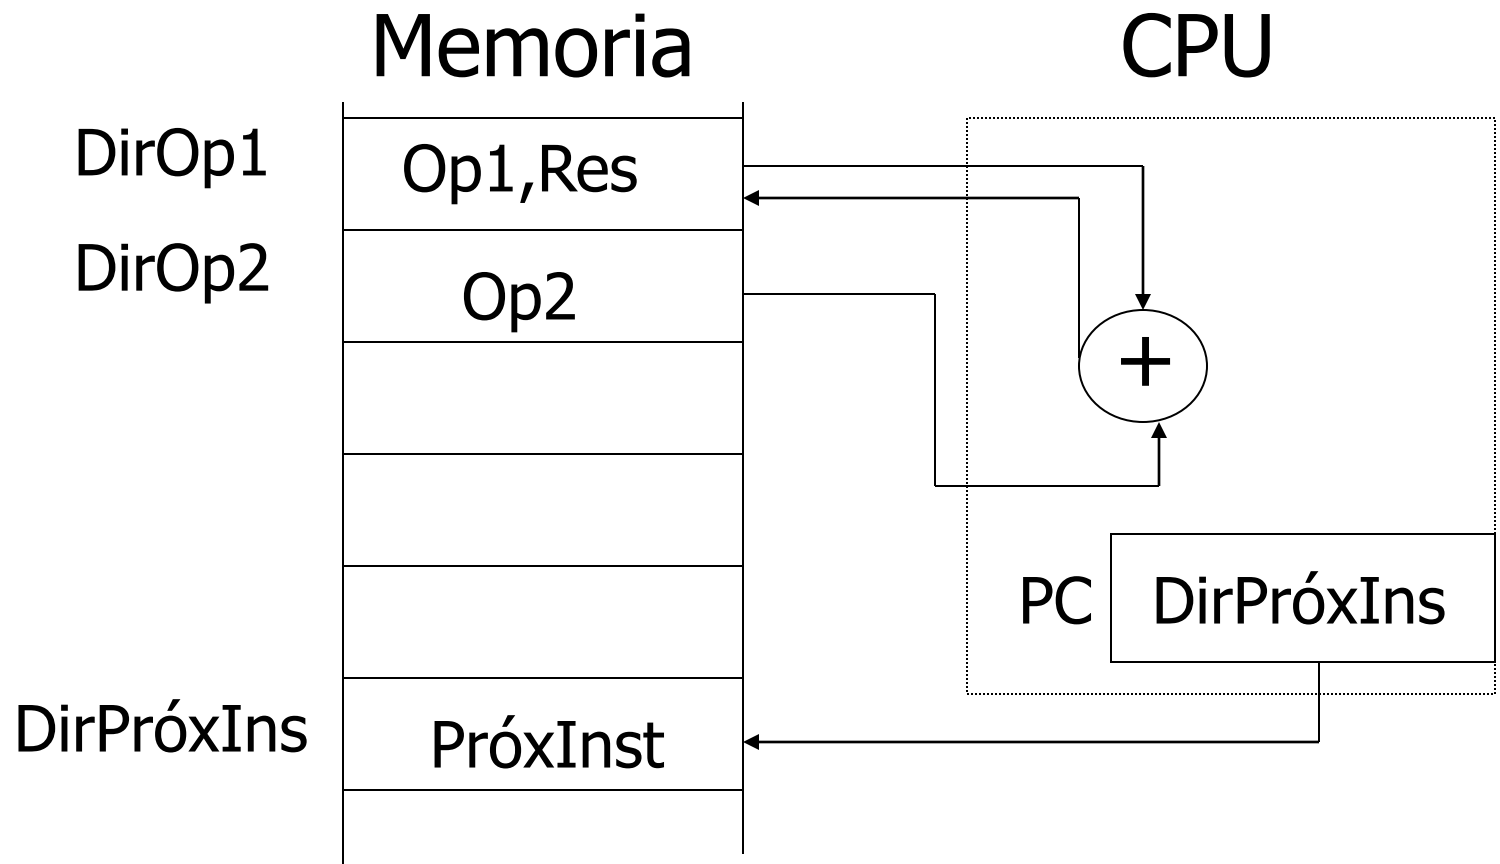 Memoria
CPU
DirOp1
Op1,Res
DirOp2
Op2
+
PC
DirPróxIns
DirPróxIns
PróxInst